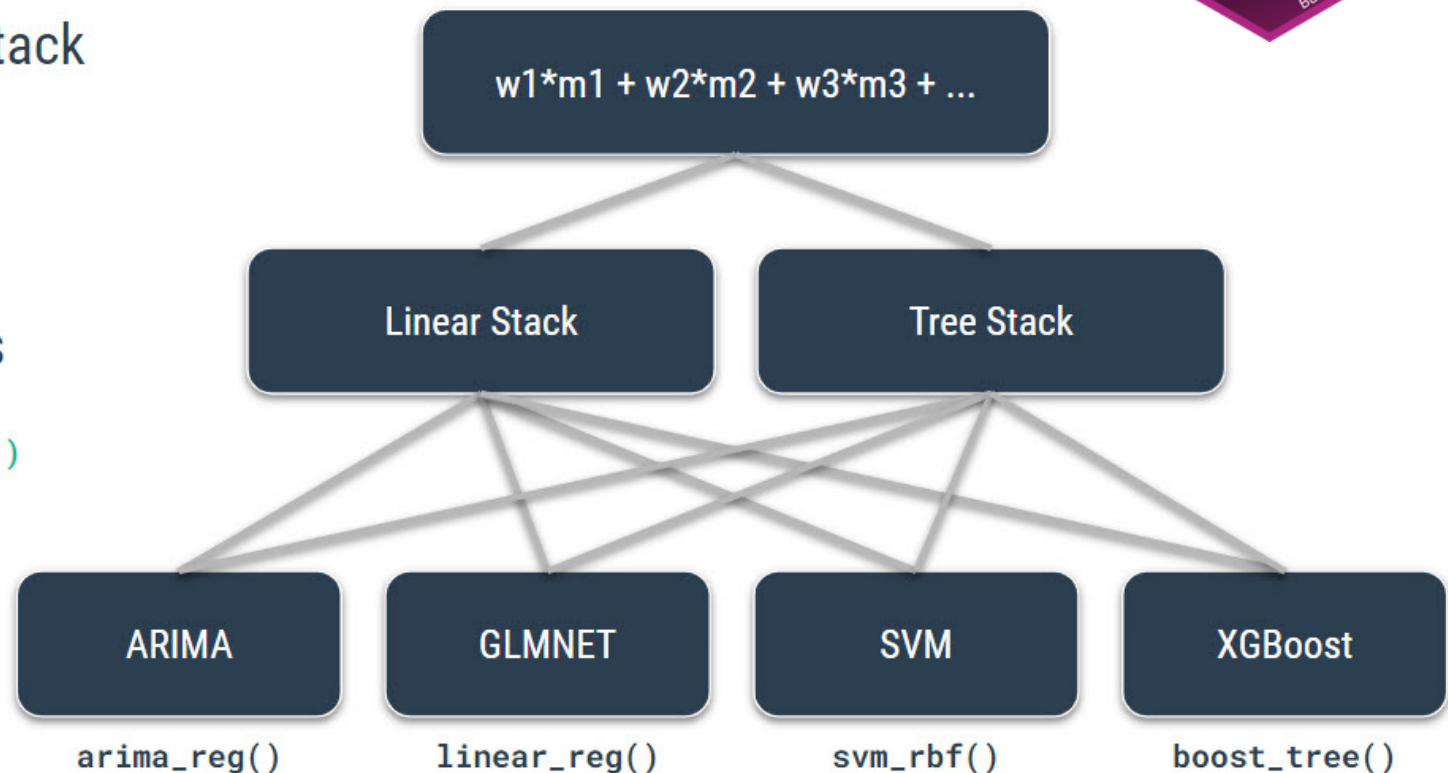 tack
w1*m1 + w2*m2 + w3*m3 + ...
Linear Stack
Tree Stack
s
)
ARIMA
GLMNET
SVM
XGBoost
arima_reg()
linear_reg()
svm_rbf()
boost_tree()